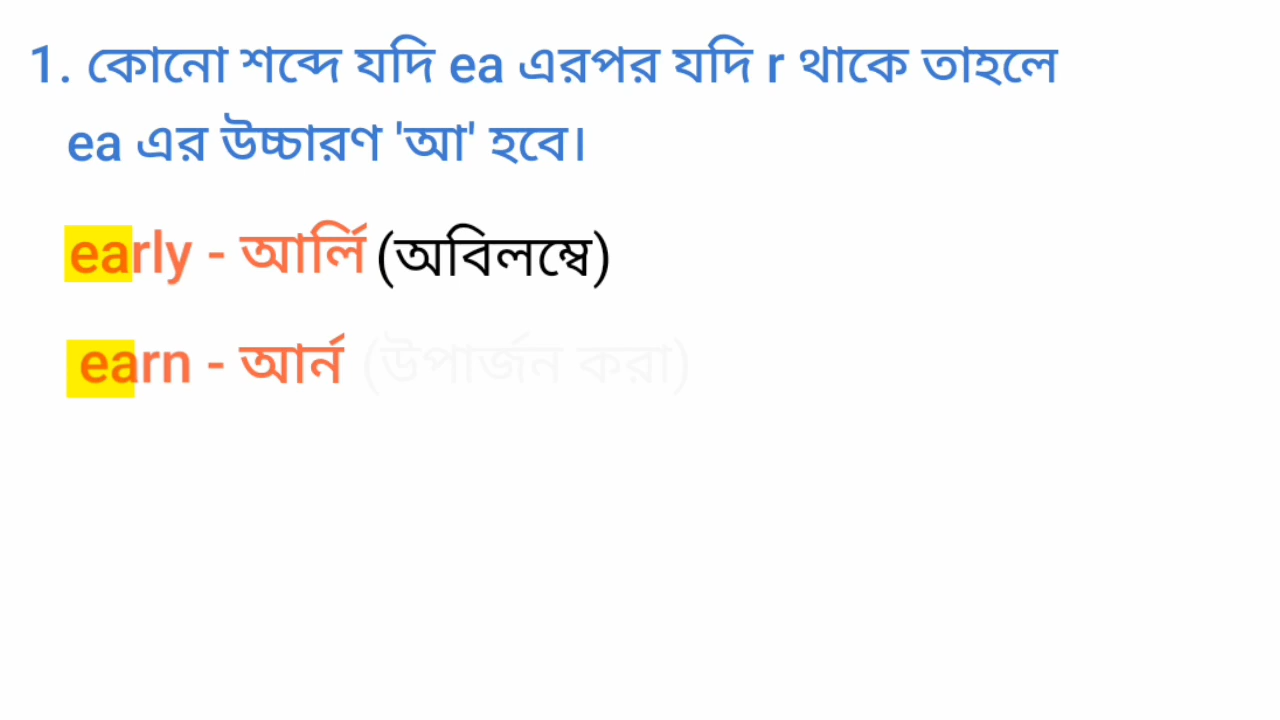 1. কোনো শব্দে যদি ea এরপর যদি r থাকে তাহলে
ea এর উচ্চারণ 'আ' হবে।
early - আর্লি (অবিলম্বে)
earn - আর্ন (উপার্জন করা)